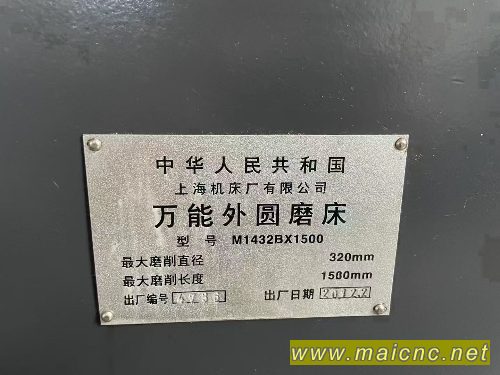 中华人民共和国
上海机床厂有限公司
万能外圆磨床
型 号 M1432BX1500
最大磨削直径 320mm
最大磨削长度 1500mm
出厂编号
出厂日期 2012.2
www.maicnc.net